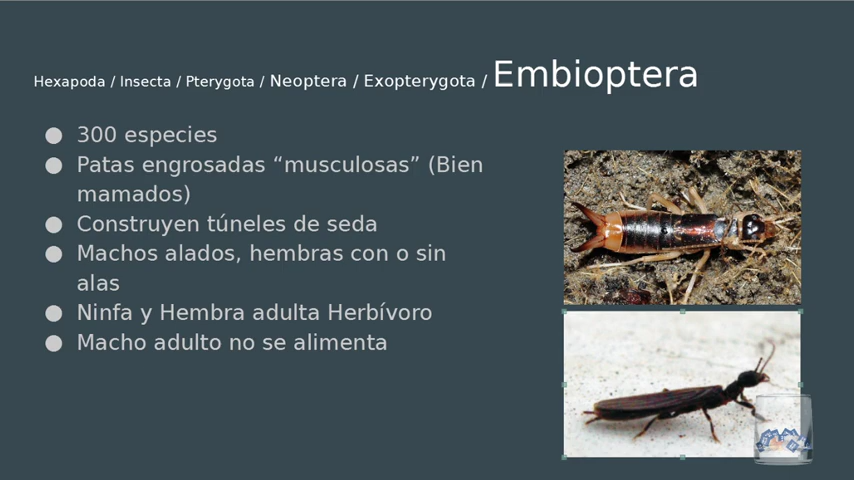 Hexapoda / Insecta / Pterygota / Neoptera / Exopterygota / Embioptera
● 300 especies
● Patas engrosadas “musculosas” (Bien
mamados)
● Construyen túneles de seda
● Machos alados, hembras con o sin
alas
● Ninfa y Hembra adulta Herbívoro
● Macho adulto no se alimenta